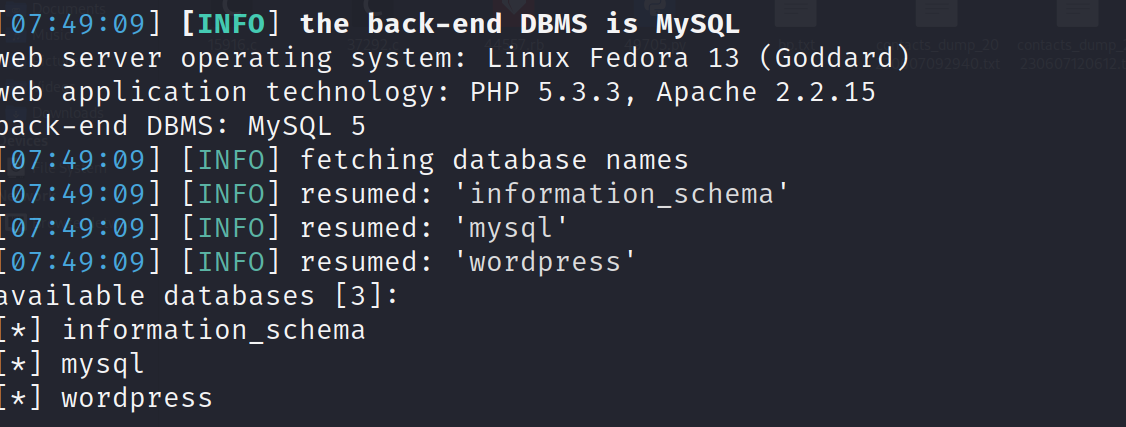 [07:49:09] [INFO] the back-end DBMS is MySQL
web server operating system: Linux Fedora 13 (Goddard)
web application technology: PHP 5.3.3, Apache 2.2.15
back-end DBMS: MySQL 5
[07:49:09] [INFO] fetching database names
[07:49:09] [INFO] resumed: 'information_schema'
[07:49:09] [INFO] resumed: 'mysql'
[07:49:09] [INFO] resumed: 'wordpress'
available databases [3]:
[*] information_schema
[*] mysql
[*] wordpress